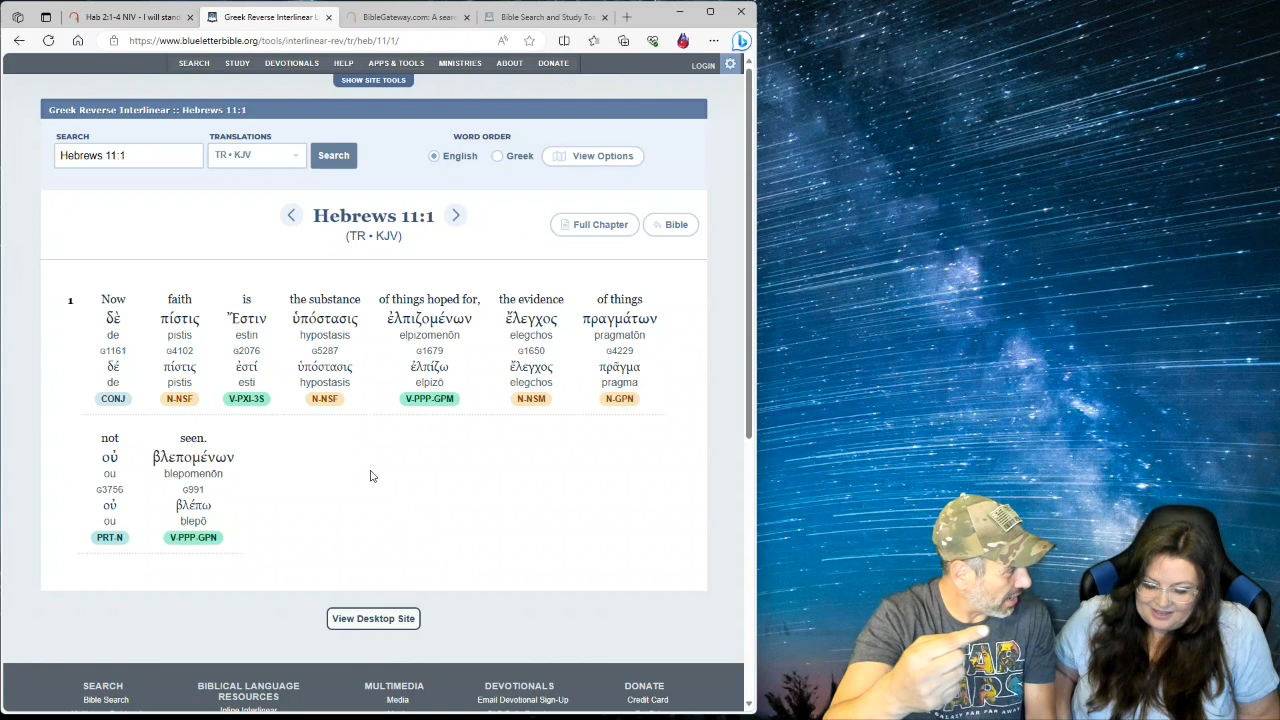 Hab 2:1-4 NIV - I will stand
Greek Reverse Interlinear L
BibleGateway.com: A sear
Bible Search and Study Too
https://www.blueletterbible.org/tools/interlinear-rev/tr/heb/11/1/
SEARCH STUDY DEVOTIONALS HELP APPS & TOOLS MINISTRIES ABOUT DONATE LOGIN
SHOW SITE TOOLS
Greek Reverse Interlinear :: Hebrews 11:1
SEARCH TRANSLATIONS WORD ORDER
Hebrews 11:1 TR • KJV Search English Greek View Options
Hebrews 11:1
(TR • KJV)
Full Chapter Bible
1 Now faith is the substance of things hoped for, the evidence of things
δὲ πίστις Ἔστιν ὑπόστασις ἐλπιζομένων ἔλεγχος πραγμάτων
de pistis estin hypostasis elpizomenōn elegchos pragmatōn
G1161 G4102 G2076 G5287 G1679 G1650 G4229
δέ πίστις ἐστί ὑπόστασις ἐλπίζω ἔλεγχος πρᾶγμα
de pistis esti hypostasis elpizō elegchos pragma
CONJ N-NSF V-PXI-3S N-NSF V-PPP-GPM N-NSM N-GPN
not seen.
οὐ βλεπομένων
ou blepomenōn
G3756 G991
οὐ βλέπω
ou blepō
PRT-N V-PPP-GPN
View Desktop Site
SEARCH BIBLICAL LANGUAGE RESOURCES MULTIMEDIA DEVOTIONALS DONATE
Bible Search Media Email Devotional Sign-Up Credit Card
Inline Interlinear
STAR
WARS